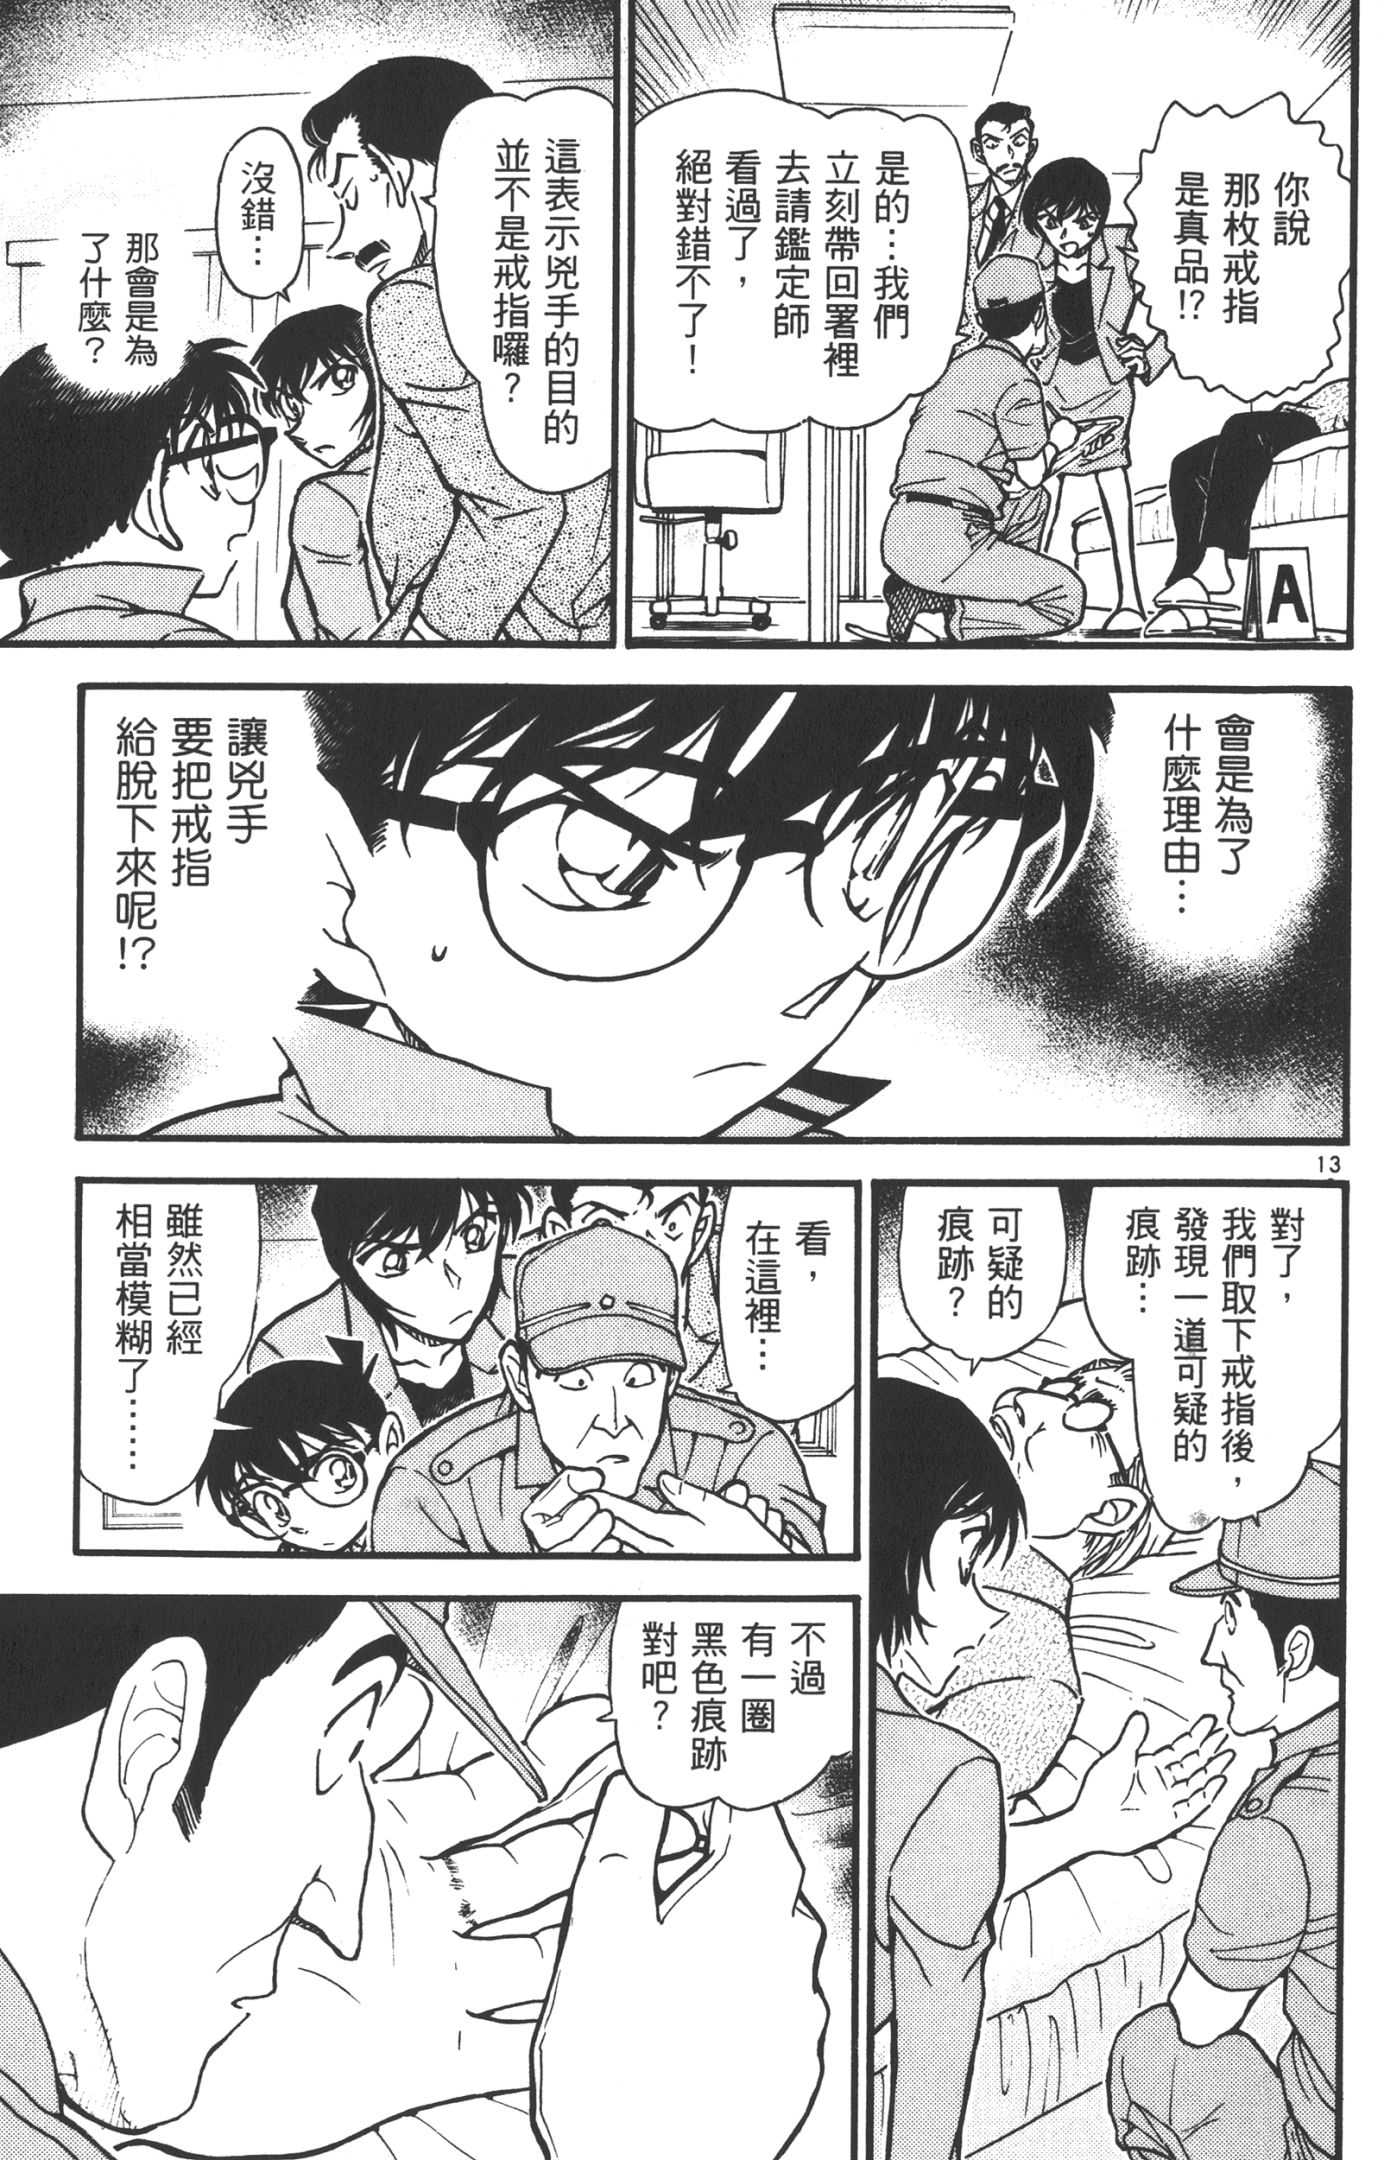 你說
那枚戒指
是真品!?
是的…我們
立刻帶回署裡
去請鑑定師
看過了，
絕對錯不了！
A
這表示兇手的目的
並不是戒指囉？
沒錯…
那會是為
了什麼？
會是為了
什麼理由…
讓兇手
要把戒指
給脫下來呢!?
13
對了，
我們取下戒指後，
發現一道可疑的
痕跡…
可疑的
痕跡？
看，
在這裡…
雖然已經
相當模糊了……
不過
有一圈
黑色痕跡
對吧？